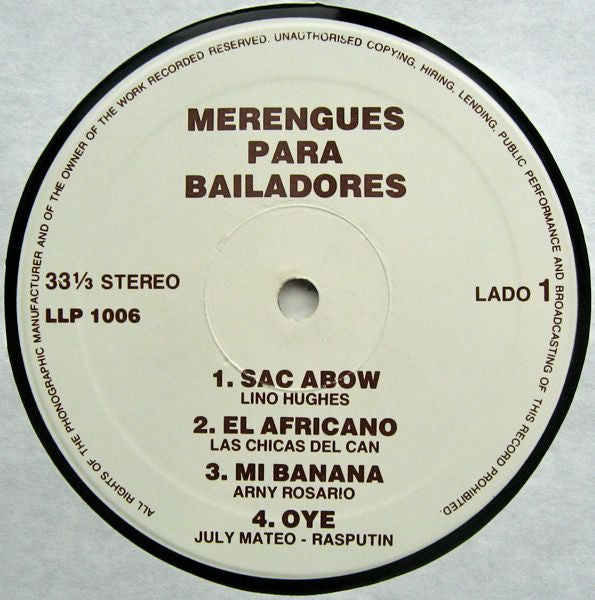 ALL RIGHTS OF THE PHONOGRAPHIC MANUFACTURER AND OF THE OWNER OF THE WORK RECORDED RESERVED. UNAUTHORISED COPYING, HIRING, LENDING, PUBLIC PERFORMANCE AND BROADCASTING OF THIS RECORD PROHIBITED.
MERENGUES
PARA
BAILADORES
33⅓ STEREO
LADO 1
LLP 1006
1. SAC ABOW
LINO HUGHES
2. EL AFRICANO
LAS CHICAS DEL CAN
3. MI BANANA
ARNY ROSARIO
4. OYE
JULY MATEO - RASPUTIN